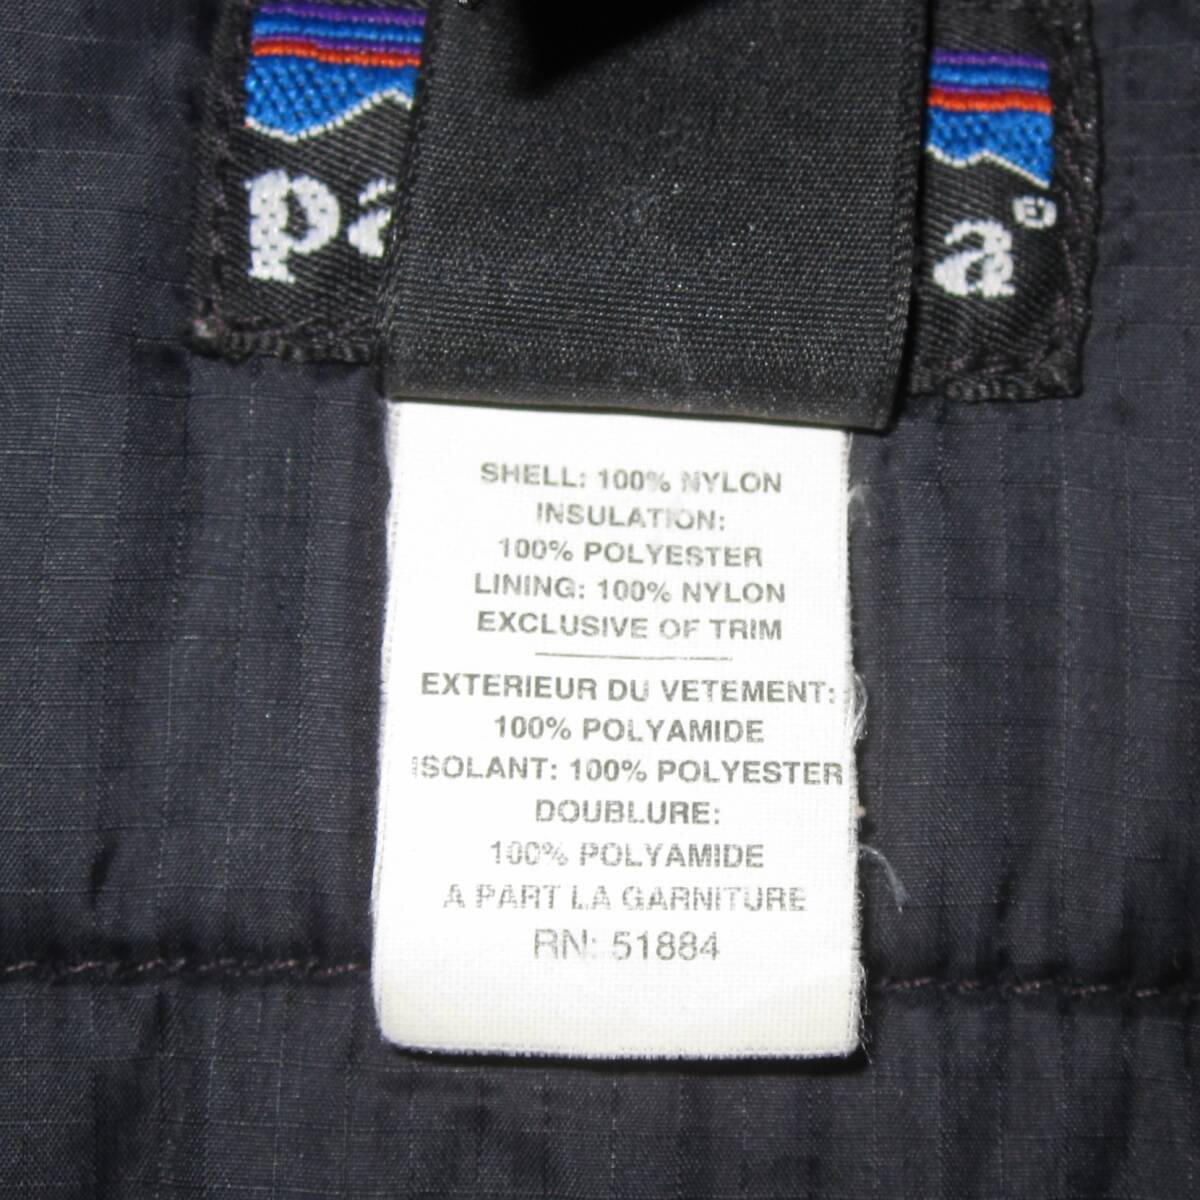 pa a®
SHELL: 100% NYLON
INSULATION:
100% POLYESTER
LINING: 100% NYLON
EXCLUSIVE OF TRIM
EXTERIEUR DU VETEMENT:
100% POLYAMIDE
ISOLANT: 100% POLYESTER
DOUBLURE:
100% POLYAMIDE
A PART LA GARNITURE
RN: 51884